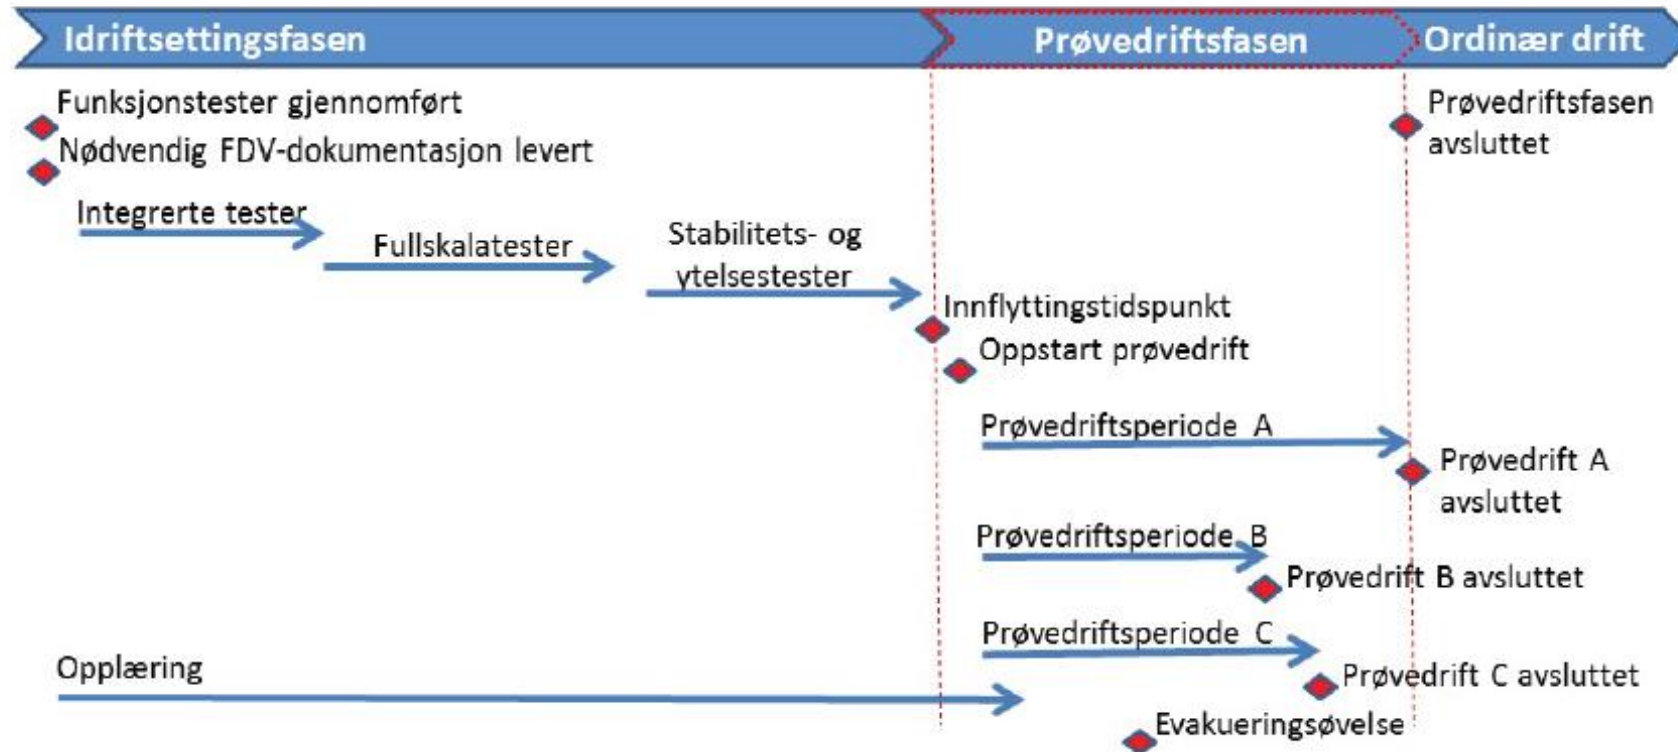 Idriftsettingsfasen
Prøvedriftsfasen
Ordinær drift
Funksjonstester gjennomført
Nødvendig FDV-dokumentasjon levert
Prøvedriftsfasen
avsluttet
Integrerte tester
Fullskalatester
Stabilitets- og
ytelsestester
Innflyttingstidspunkt
Oppstart prøvedrift
Prøvedriftsperiode A
Prøvedrift A
avsluttet
Prøvedriftsperiode B
Prøvedrift B avsluttet
Prøvedriftsperiode C
Opplæring
Prøvedrift C avsluttet
Evakueringsøvelse